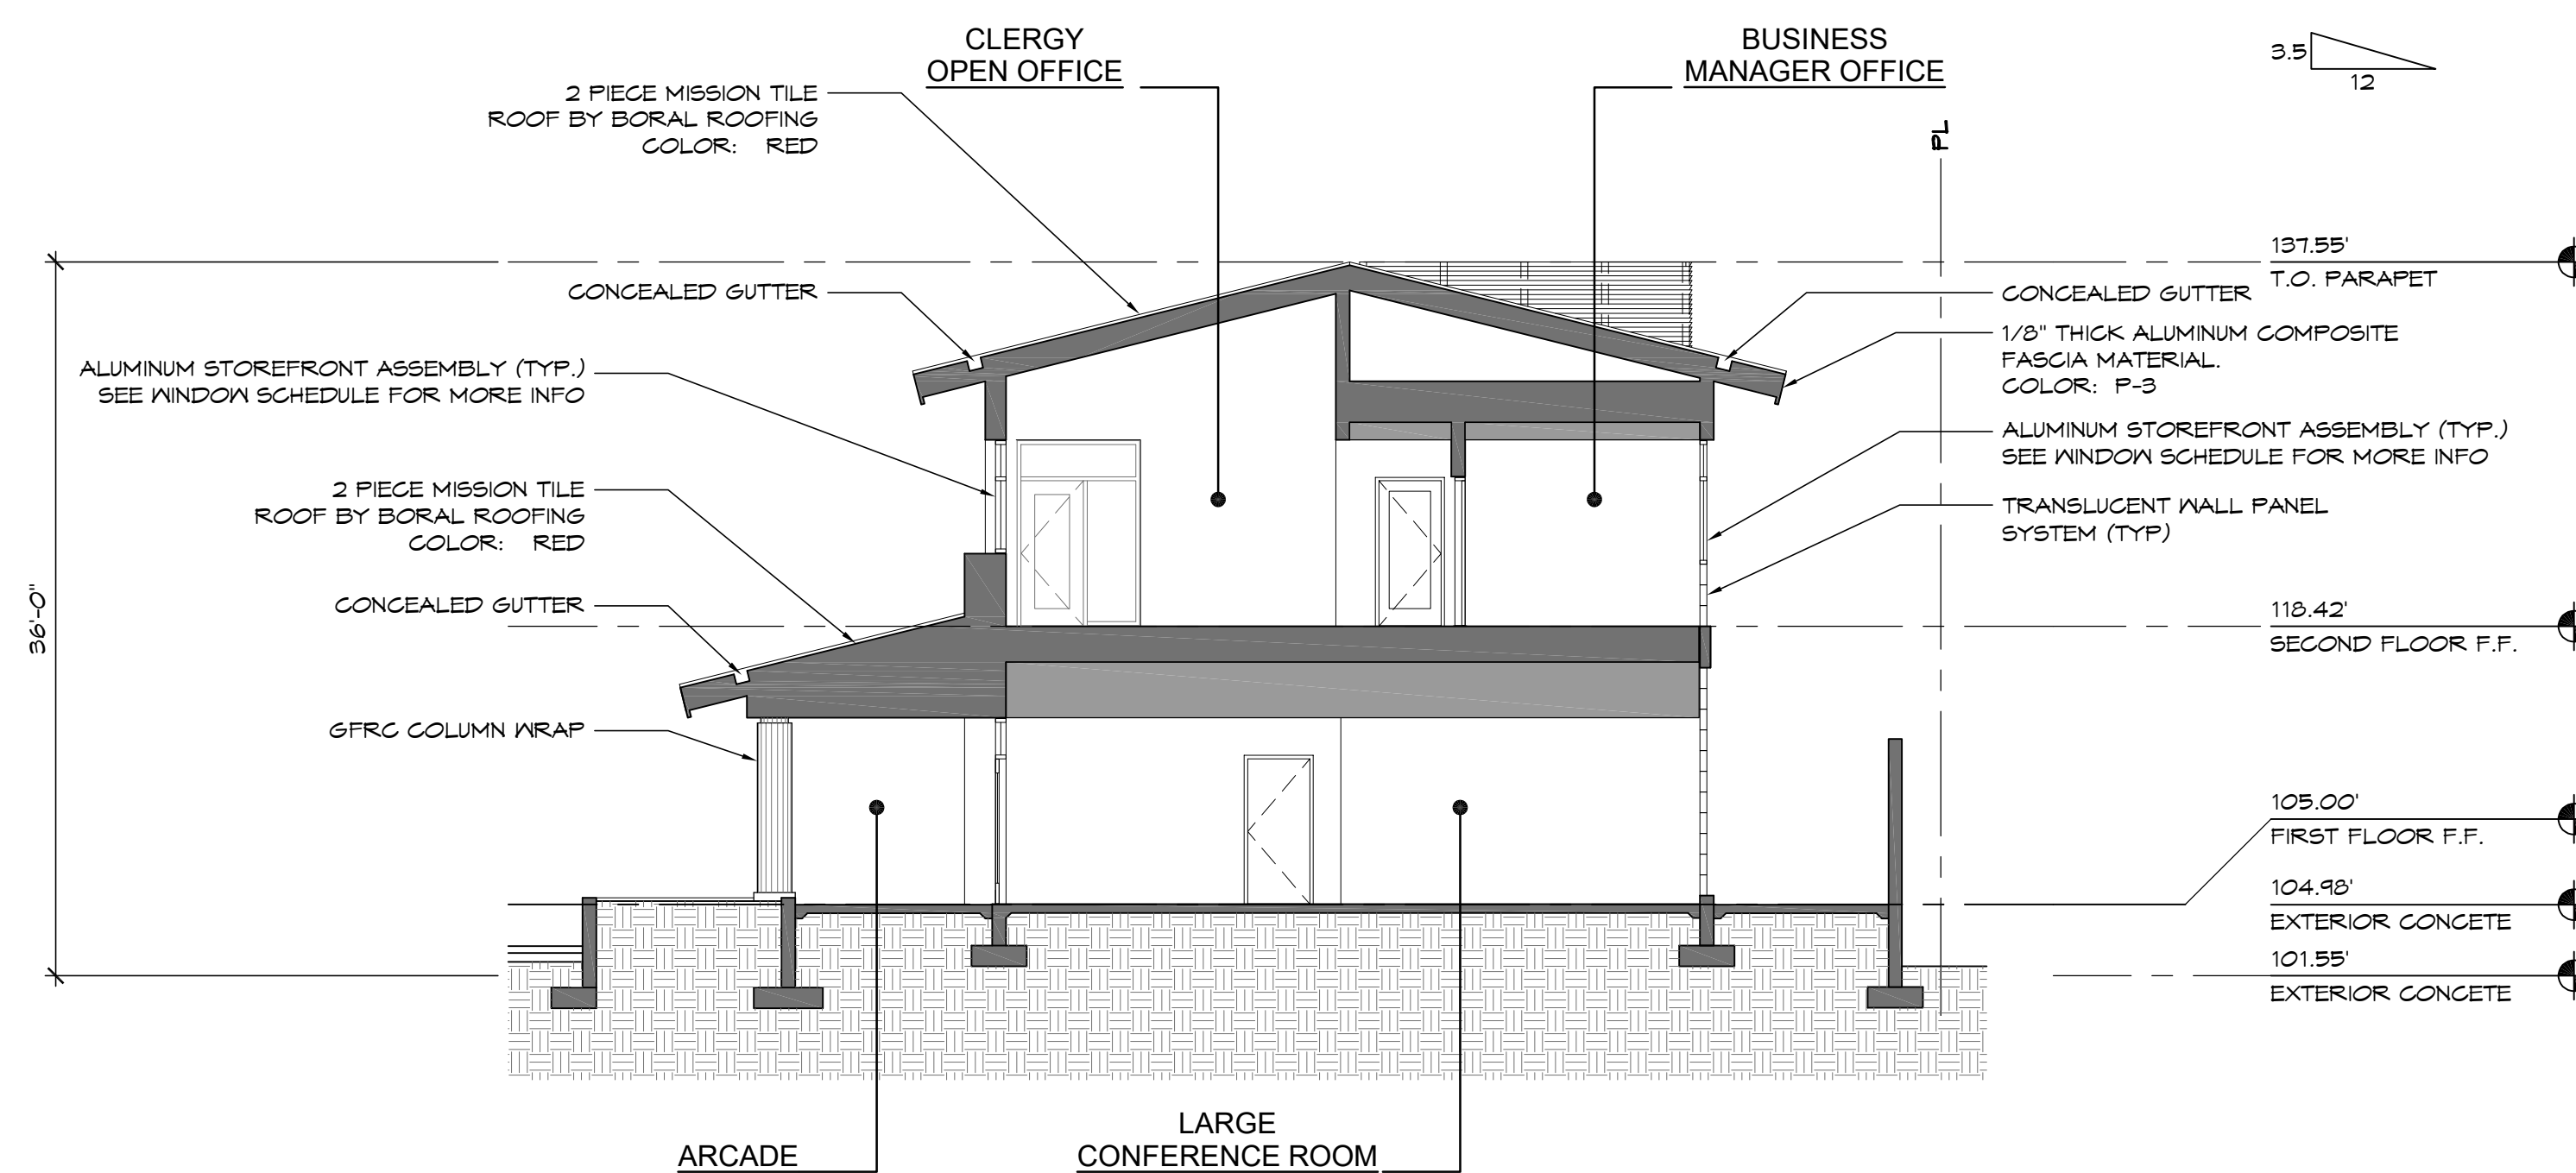 CLERGY
OPEN OFFICE
BUSINESS
MANAGER OFFICE
3.5
12
2 PIECE MISSION TILE
ROOF BY BORAL ROOFING
COLOR: RED
PL
137.55'
T.O. PARAPET
CONCEALED GUTTER
CONCEALED GUTTER
1/8" THICK ALUMINUM COMPOSITE
FASCIA MATERIAL.
COLOR: P-3
ALUMINUM STOREFRONT ASSEMBLY (TYP.)
SEE WINDOW SCHEDULE FOR MORE INFO
ALUMINUM STOREFRONT ASSEMBLY (TYP.)
SEE WINDOW SCHEDULE FOR MORE INFO
2 PIECE MISSION TILE
ROOF BY BORAL ROOFING
COLOR: RED
TRANSLUCENT WALL PANEL
SYSTEM (TYP)
36'-0"
CONCEALED GUTTER
118.42'
SECOND FLOOR F.F.
GFRC COLUMN WRAP
105.00'
FIRST FLOOR F.F.
104.98'
EXTERIOR CONCETE
101.55'
EXTERIOR CONCETE
ARCADE
LARGE
CONFERENCE ROOM